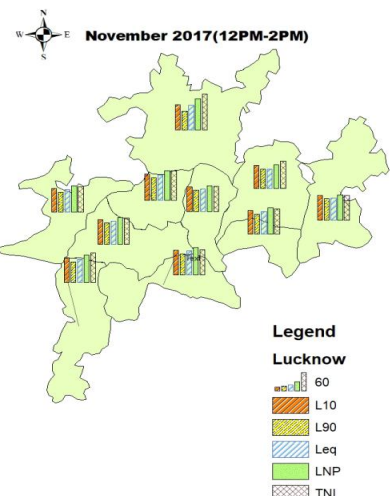 N
W E
S
November 2017(12PM-2PM)
Legend
Lucknow
60
L10
L90
Leq
LNP
TNI